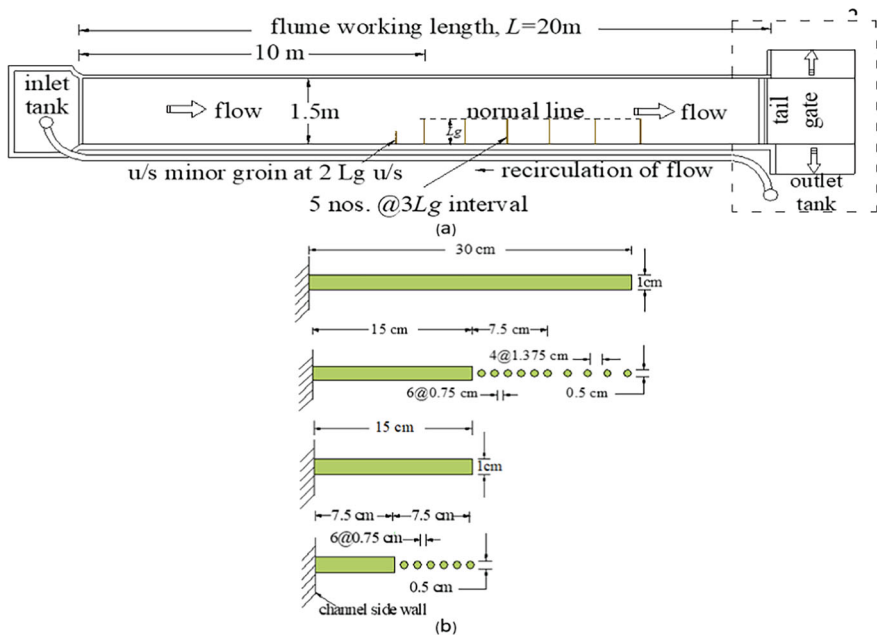 2
flume working length, L=20m
10 m
inlet
tank
flow
1.5m
normal line
flow
tail
gate
Lg
u/s minor groin at 2 Lg u/s
recirculation of flow
5 nos. @3Lg interval
outlet
tank
(a)
30 cm
1cm
15 cm
7.5 cm
4@1.375 cm
6@0.75 cm
0.5 cm
15 cm
1cm
7.5 cm
7.5 cm
6@0.75 cm
0.5 cm
channel side wall
(b)